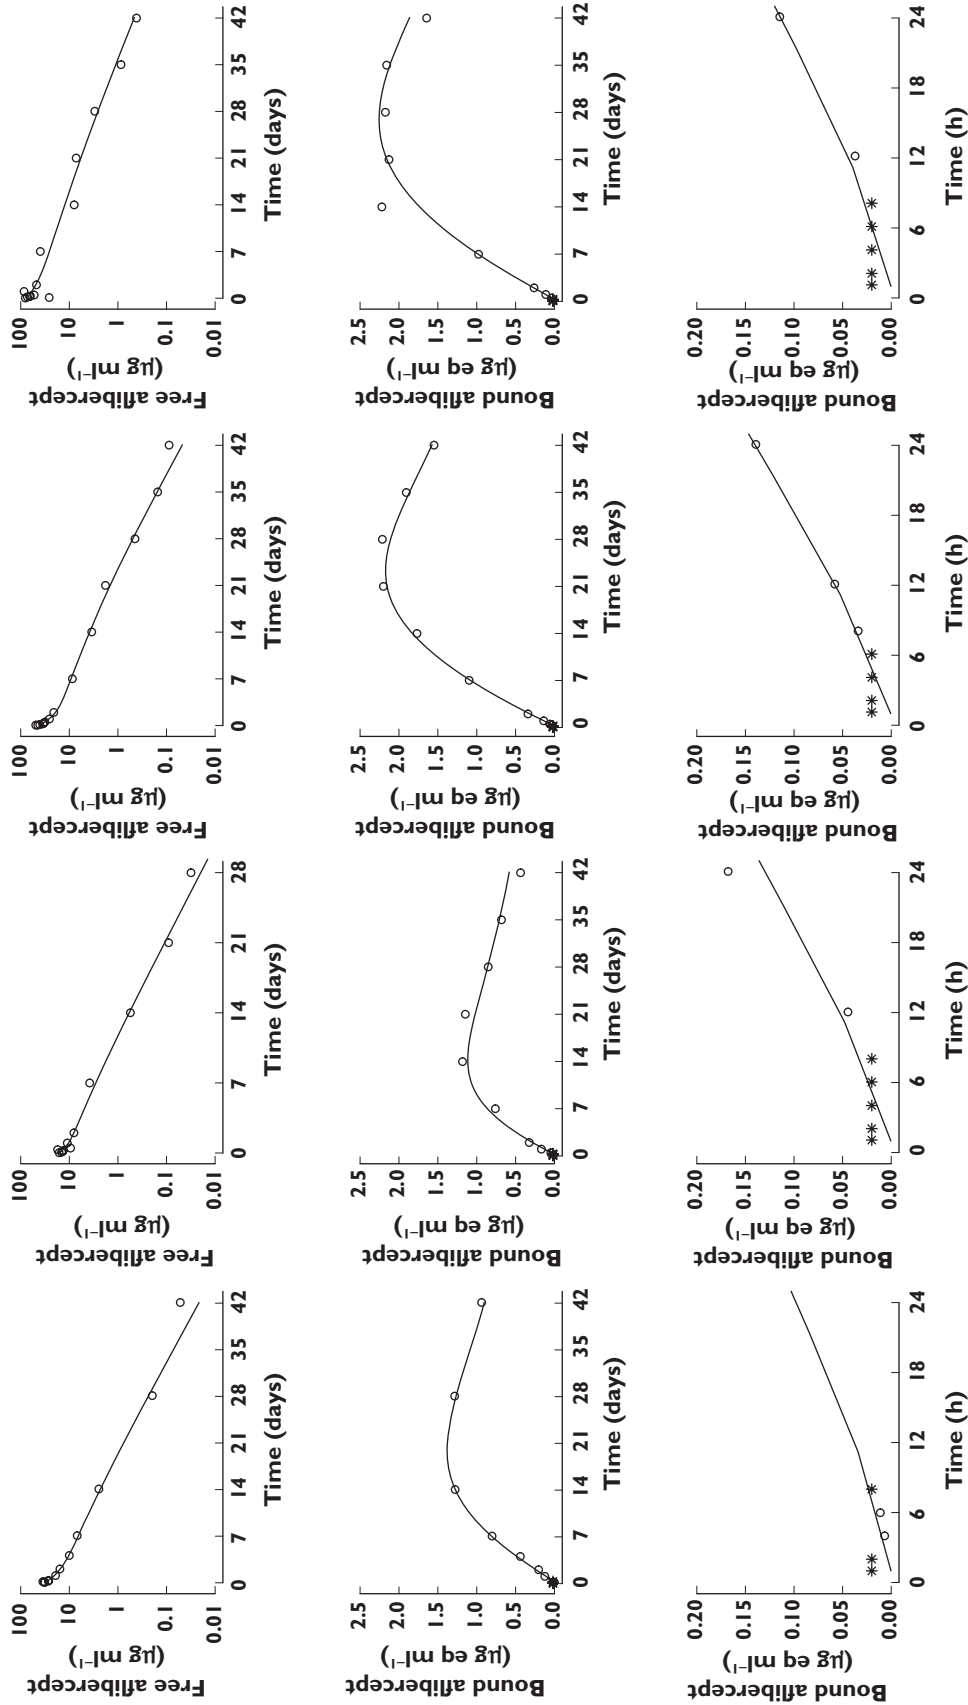 Free aflibercept
(μg ml⁻¹)
100
10
1
0.1
0.01
0 7 14 21 28 35 42
Time (days)
Free aflibercept
(μg ml⁻¹)
100
10
1
0.1
0.01
0 7 14 21 28
Time (days)
Free aflibercept
(μg ml⁻¹)
100
10
1
0.1
0.01
0 7 14 21 28 35 42
Time (days)
Free aflibercept
(μg ml⁻¹)
100
10
1
0.1
0.01
0 7 14 21 28 35 42
Time (days)
Bound aflibercept
(μg eq ml⁻¹)
2.5
2.0
1.5
1.0
0.5
0.0
0 7 14 21 28 35 42
Time (days)
Bound aflibercept
(μg eq ml⁻¹)
2.5
2.0
1.5
1.0
0.5
0.0
0 7 14 21 28 35 42
Time (days)
Bound aflibercept
(μg eq ml⁻¹)
2.5
2.0
1.5
1.0
0.5
0.0
0 7 14 21 28 35 42
Time (days)
Bound aflibercept
(μg eq ml⁻¹)
2.5
2.0
1.5
1.0
0.5
0.0
0 7 14 21 28 35 42
Time (days)
Bound aflibercept
(μg eq ml⁻¹)
0.20
0.15
0.10
0.05
0.00
0 6 12 18 24
Time (h)
Bound aflibercept
(μg eq ml⁻¹)
0.20
0.15
0.10
0.05
0.00
0 6 12 18 24
Time (h)
Bound aflibercept
(μg eq ml⁻¹)
0.20
0.15
0.10
0.05
0.00
0 6 12 18 24
Time (h)
Bound aflibercept
(μg eq ml⁻¹)
0.20
0.15
0.10
0.05
0.00
0 6 12 18 24
Time (h)